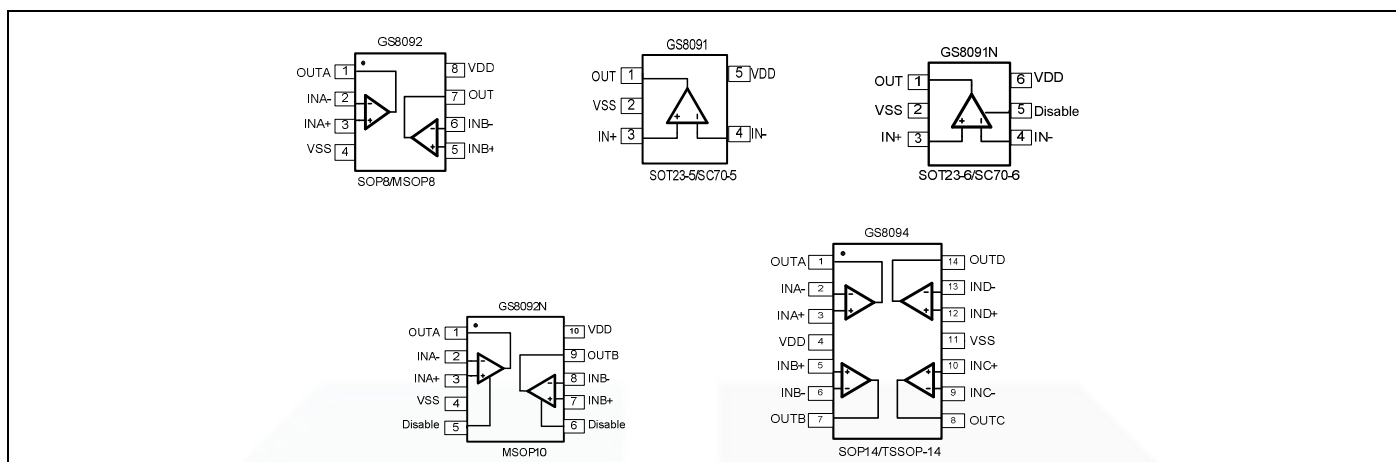 GS8092
OUTA 1
INA- 2
INA+ 3
VSS 4
8 VDD
7 OUT
6 INB-
5 INB+
SOP8/MSOP8
GS8091
OUT 1
VSS 2
IN+ 3
5 VDD
4 IN-
SOT23-5/SC70-5
GS8091N
OUT 1
VSS 2
IN+ 3
6 VDD
5 Disable
4 IN-
SOT23-6/SC70-6
GS8092N
OUTA 1
INA- 2
INA+ 3
VSS 4
Disable 5
10 VDD
9 OUTB
8 INB-
7 INB+
6 Disable
MSOP10
GS8094
OUTA 1
INA- 2
INA+ 3
VDD 4
INB+ 5
INB- 6
OUTB 7
14 OUTD
13 IND-
12 IND+
11 VSS
10 INC+
9 INC-
8 OUTC
SOP14/TSSOP-14